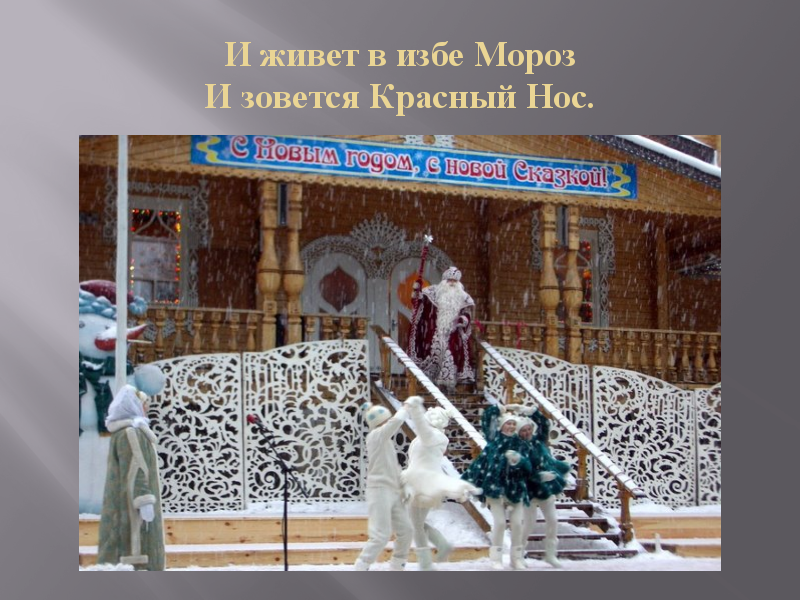 И живет в избе Мороз
И зовется Красный Нос.
С Новым годом, с новой Сказкой!